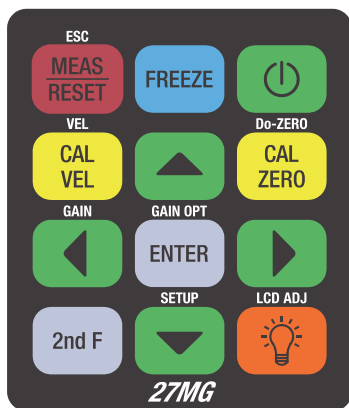 ESC
MEAS
RESET
FREEZE
VEL
Do-ZERO
CAL
VEL
CAL
ZERO
GAIN
GAIN OPT
ENTER
SETUP
LCD ADJ
2nd F
27MG